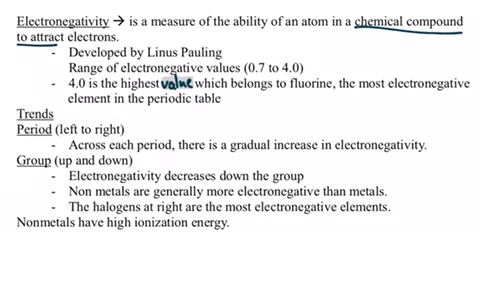 Electronegativity → is a measure of the ability of an atom in a chemical compound
to attract electrons.
- Developed by Linus Pauling
Range of electronegative values (0.7 to 4.0)
- 4.0 is the highest value which belongs to fluorine, the most electronegative
element in the periodic table
Trends
Period (left to right)
- Across each period, there is a gradual increase in electronegativity.
Group (up and down)
- Electronegativity decreases down the group
- Non metals are generally more electronegative than metals.
- The halogens at right are the most electronegative elements.
Nonmetals have high ionization energy.